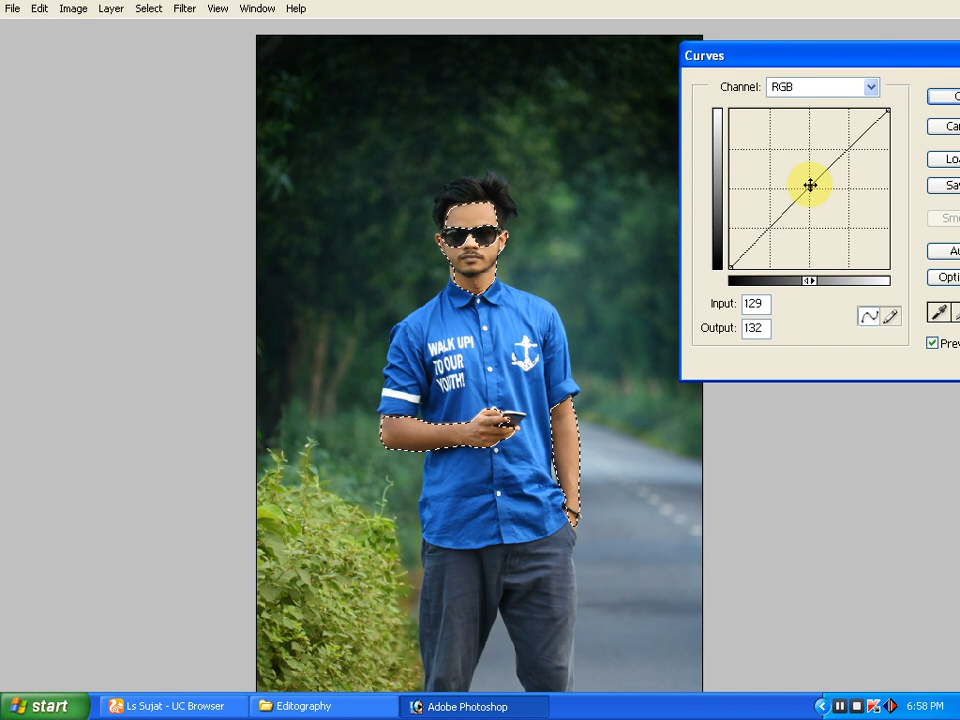 File Edit Image Layer Select Filter View Window Help
Curves
Channel: RGB
Input: 129
Output: 132
WALK UP!
TO OUR
YOUTH!
start
Ls Sujat - UC Browser
Editography
Adobe Photoshop
6:58 PM